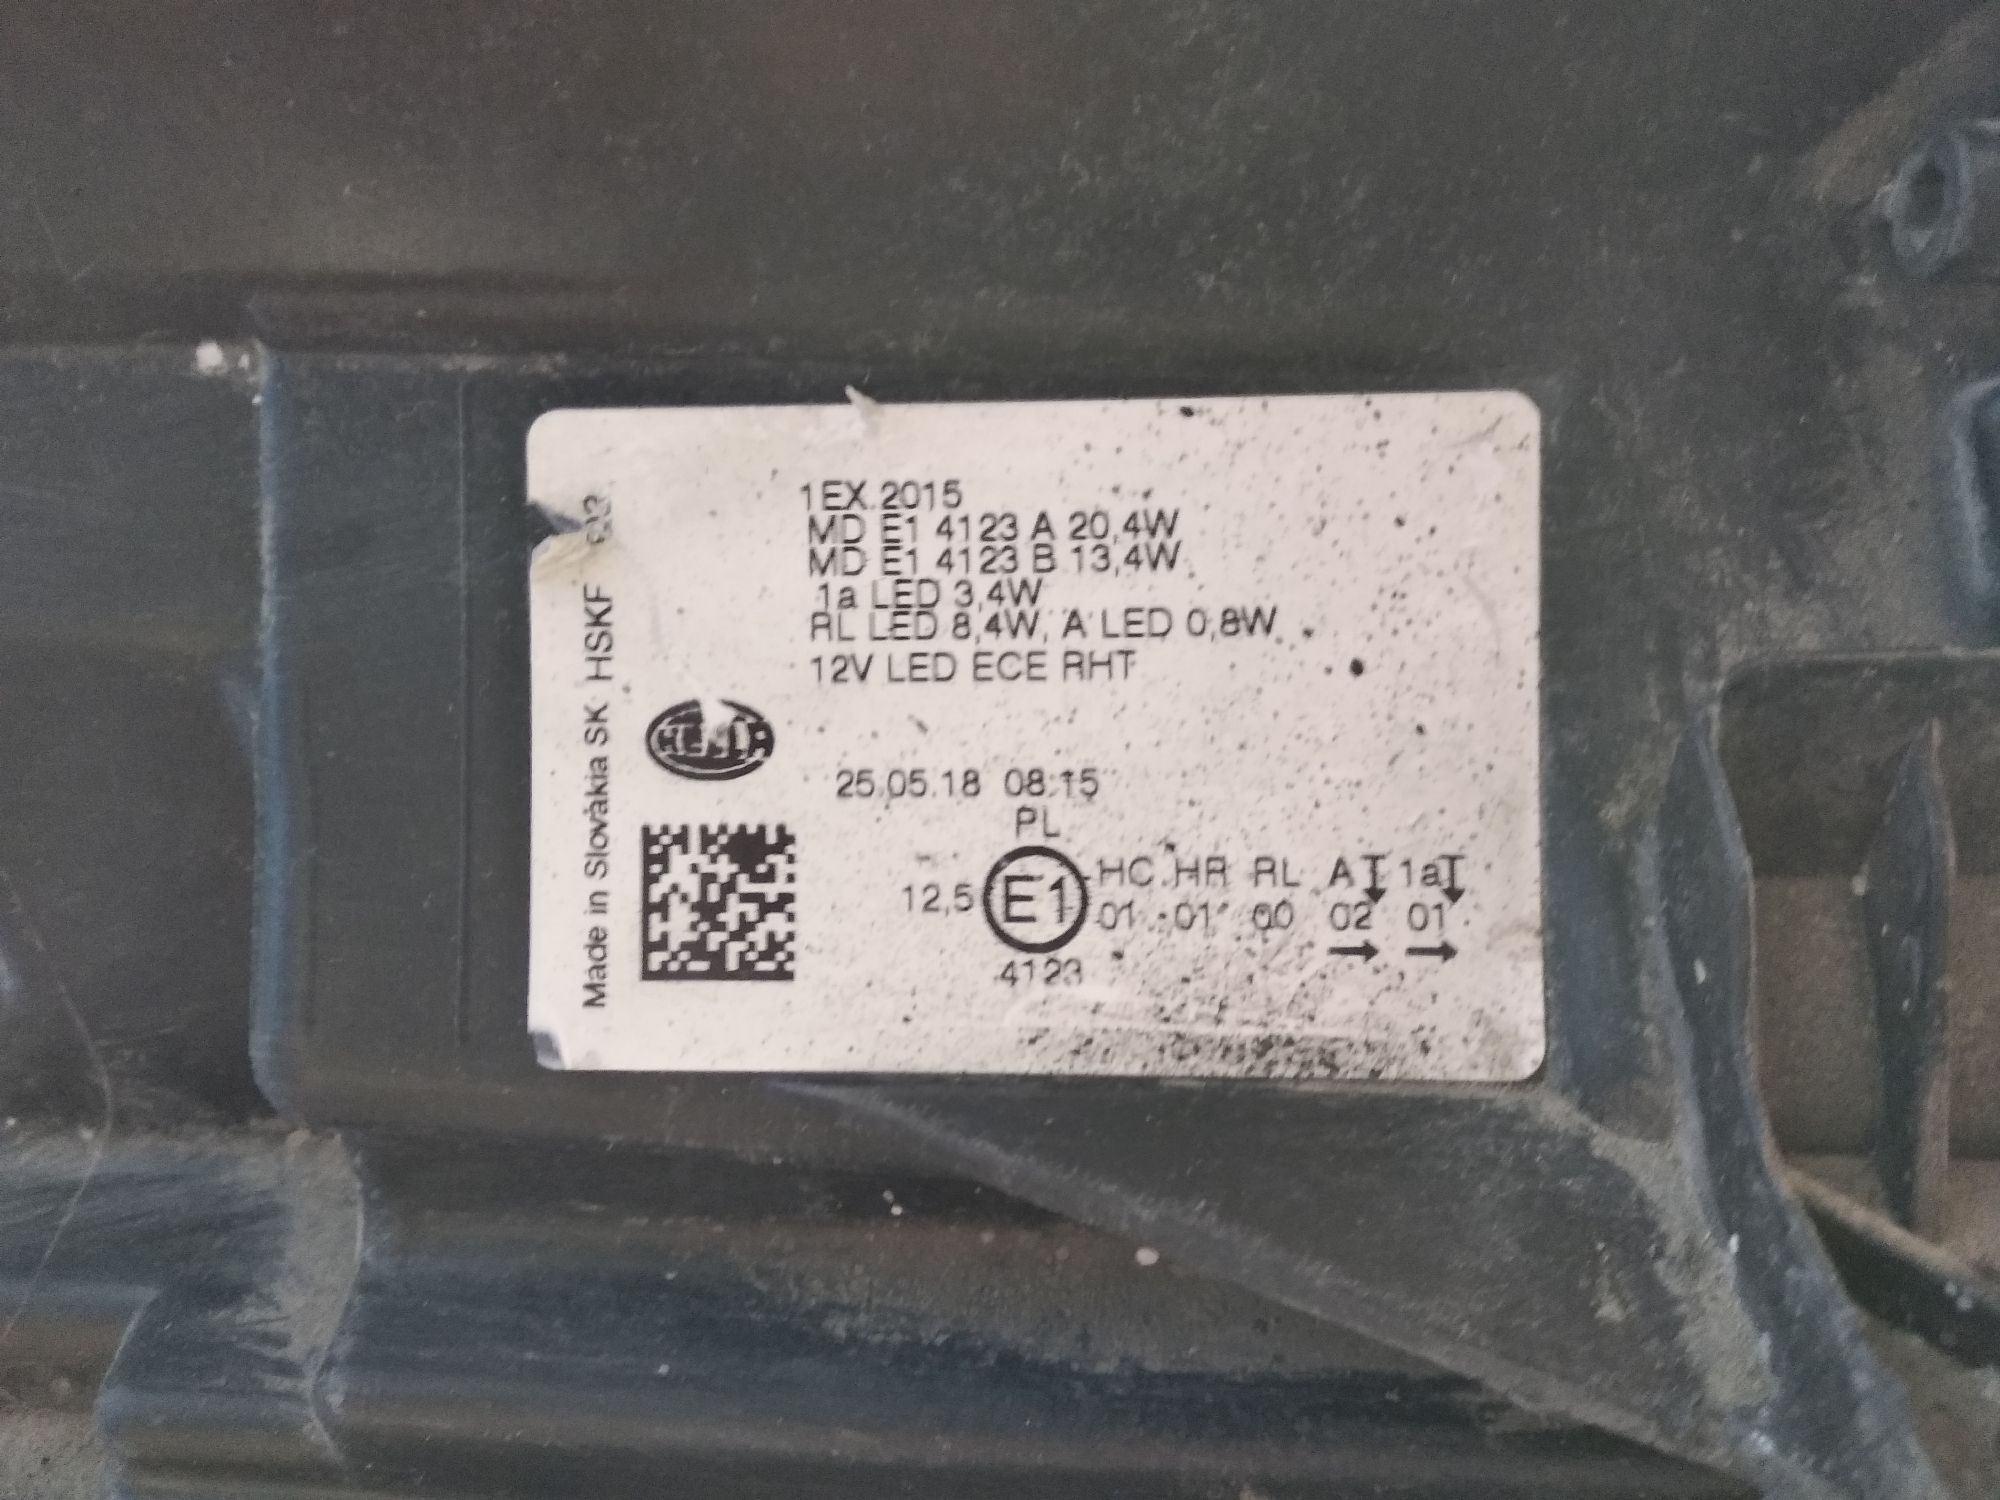 1EX.2015
MD E1 4123 A 20,4W
MD E1 4123 B 13,4W
1a LED 3,4W
RL LED 8,4W, A LED 0,8W
12V LED ECE RHT
Made in Slovakia SK HSKF
HELLA
25.05.18 08:15
PL
12,5 E1 HC HR RL A 1a
01 01 00 02 01
→ →
4123